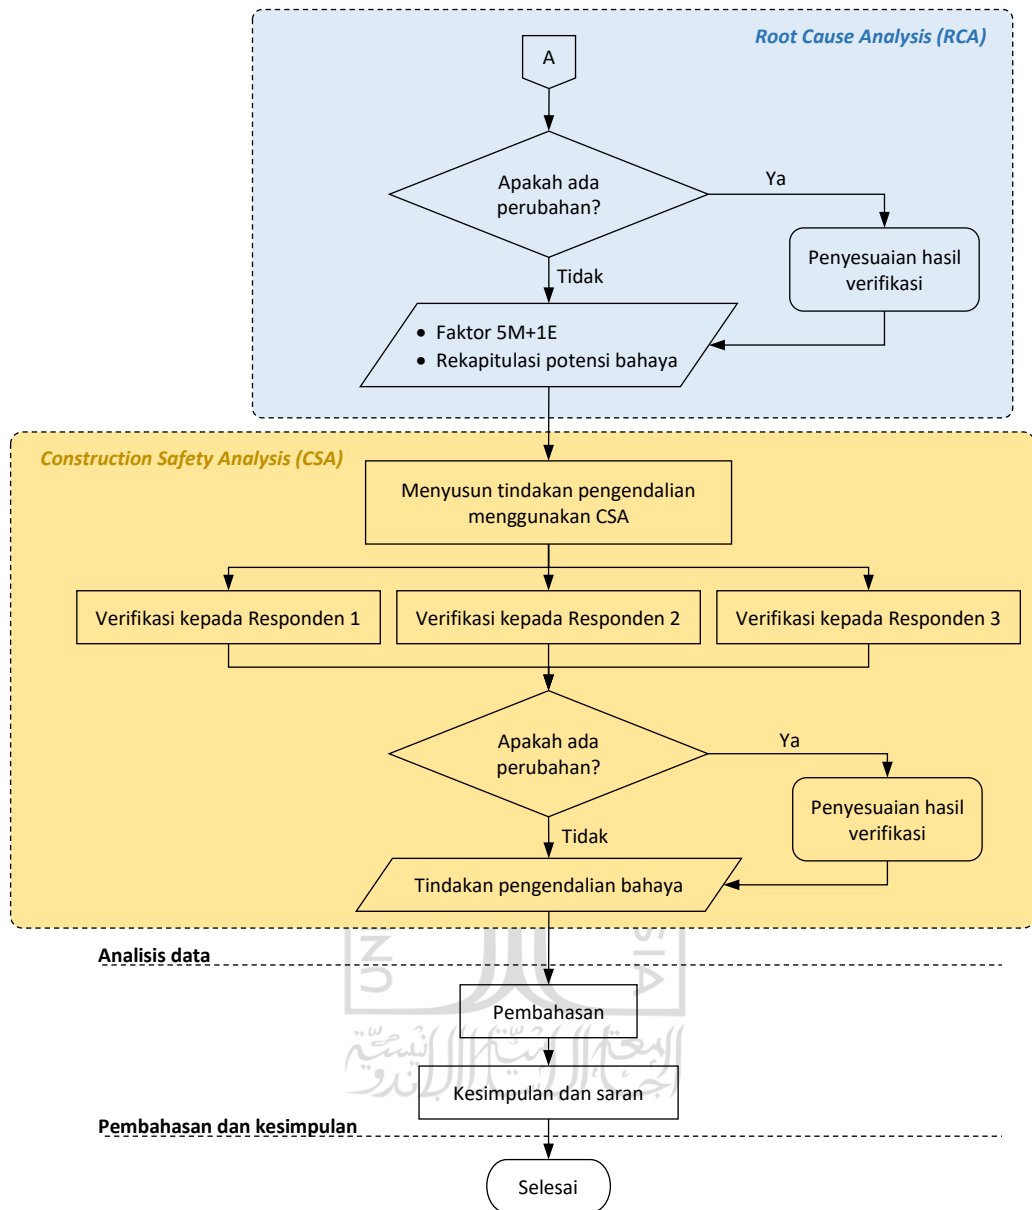 Root Cause Analysis (RCA)
A
Apakah ada
perubahan?
Ya
Penyesuaian hasil
verifikasi
Tidak
• Faktor 5M+1E
• Rekapitulasi potensi bahaya
Construction Safety Analysis (CSA)
Menyusun tindakan pengendalian
menggunakan CSA
Verifikasi kepada Responden 1
Verifikasi kepada Responden 2
Verifikasi kepada Responden 3
Apakah ada
perubahan?
Ya
Penyesuaian hasil
verifikasi
Tidak
Tindakan pengendalian bahaya
Analisis data
Pembahasan
Kesimpulan dan saran
Pembahasan dan kesimpulan
Selesai